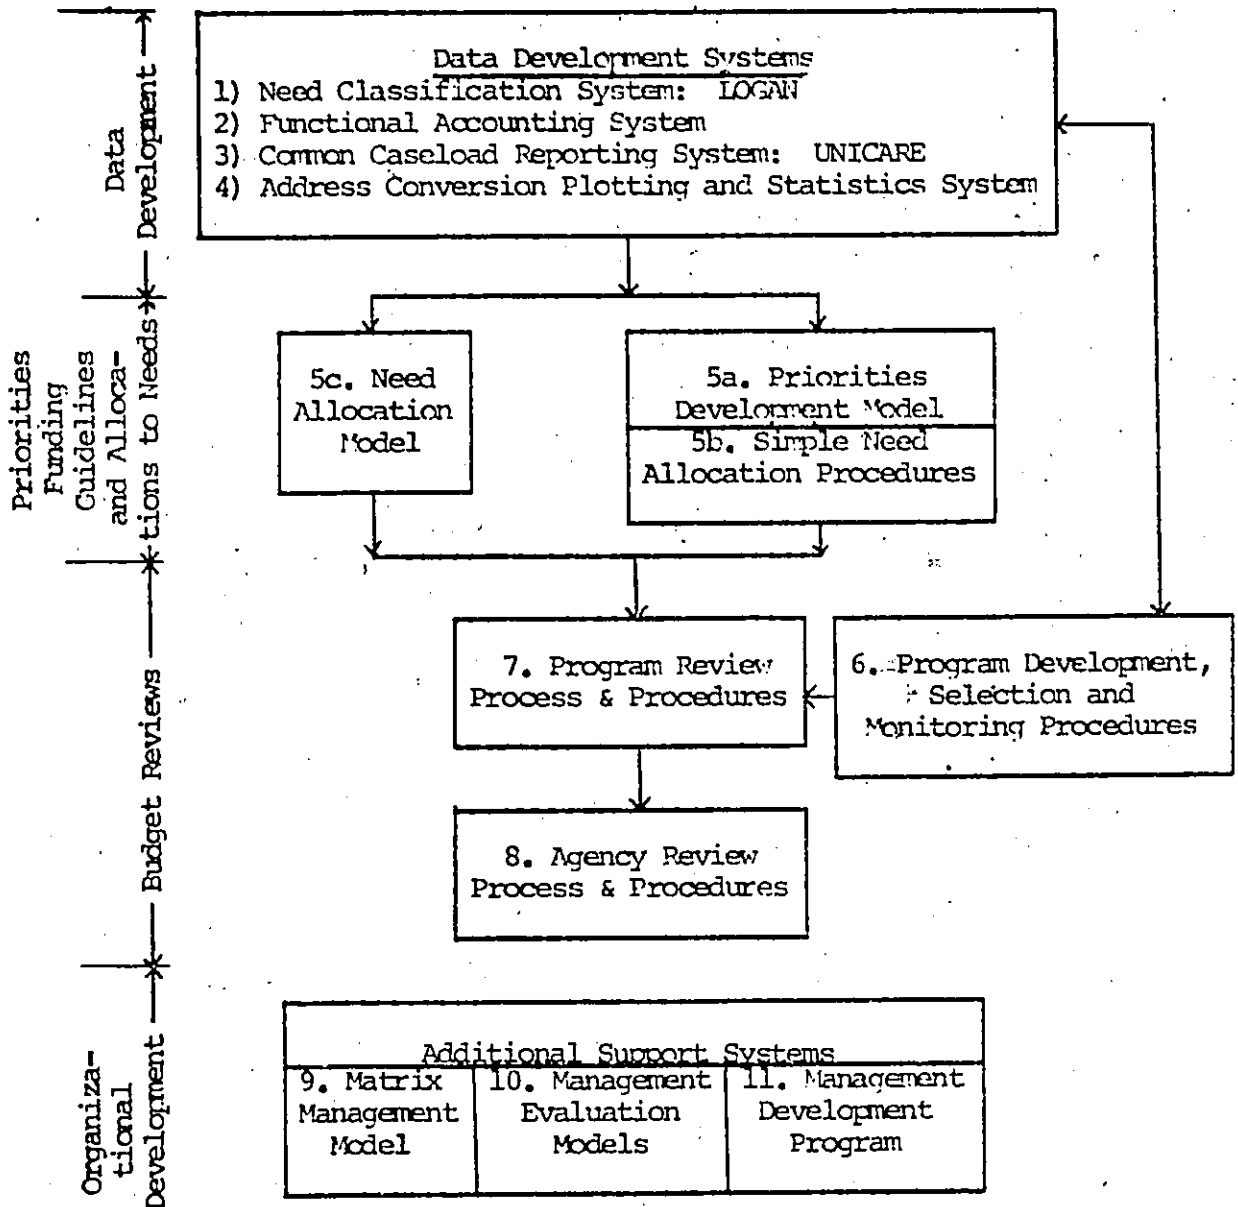 Data Development Systems
1) Need Classification System: LOGAN
2) Functional Accounting System
3) Common Caseload Reporting System: UNICARE
4) Address Conversion Plotting and Statistics System
Data
Development
Priorities
Funding
Guidelines
and Alloca-
tions to Needs
5c. Need
Allocation
Model
5a. Priorities
Development Model
5b. Simple Need
Allocation Procedures
Budget Reviews
7. Program Review
Process & Procedures
6. Program Development,
Selection and
Monitoring Procedures
8. Agency Review
Process & Procedures
Organiza-
tional
Development
Additional Support Systems
9. Matrix
Management
Model
10. Management
Evaluation
Models
11. Management
Development
Program